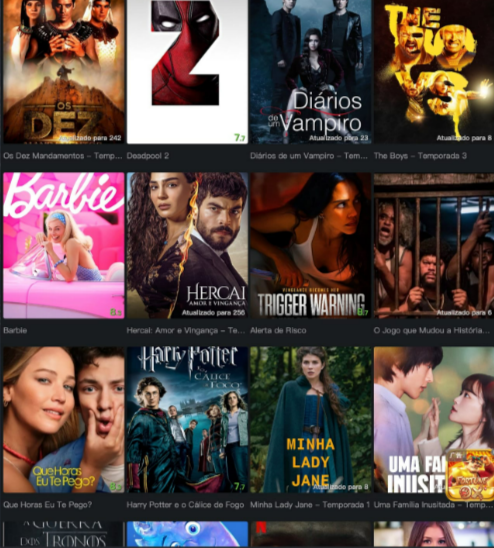 OS
DEZ
Atualizado para 242
2
7.7
Diários
de um Vampiro
Atualizado para 23
THE
BOYS
Atualizado para 8
Os Dez Mandamentos – Temp...
Deadpool 2
Diários de um Vampiro – Tem...
The Boys – Temporada 3
Barbie
HERCAI
AMOR E VINGANÇA
Atualizado para 256
TRIGGER WARNING
Atualizado para 6
Barbie
Hercai: Amor e Vingança – Te...
Alerta de Risco
O Jogo que Mudou a História...
Que Horas
Eu Te Pego?
Harry Potter
E O
CÁLICE
DE FOGO
7.7
MINHA
LADY
JANE
Atualizado para 8
UMA FA
INUSIT
Que Horas Eu Te Pego?
Harry Potter e o Cálice de Fogo
Minha Lady Jane – Temporada 1
Uma Família Inusitada – Temp...
A GUERRA
DOS TRONOS